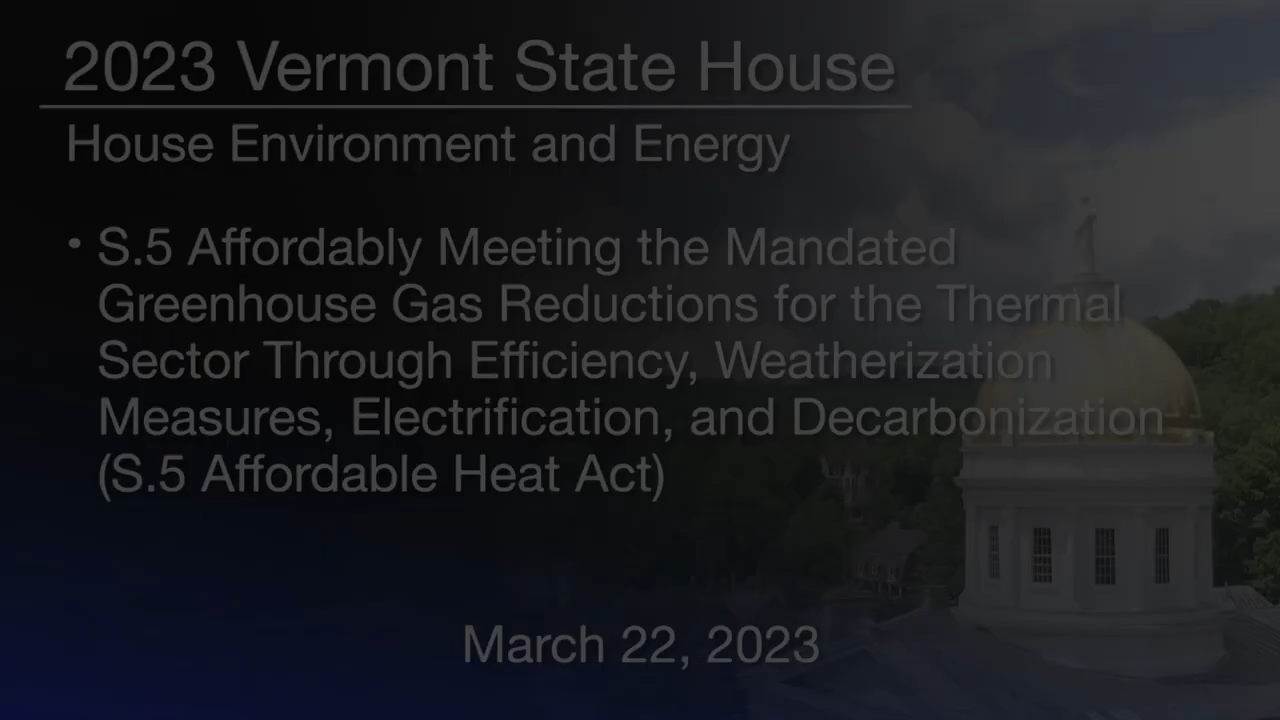 2023 Vermont State House
House Environment and Energy
• S.5 Affordably Meeting the Mandated
Greenhouse Gas Reductions for the Thermal
Sector Through Efficiency, Weatherization
Measures, Electrification, and Decarbonization
(S.5 Affordable Heat Act)
March 22, 2023